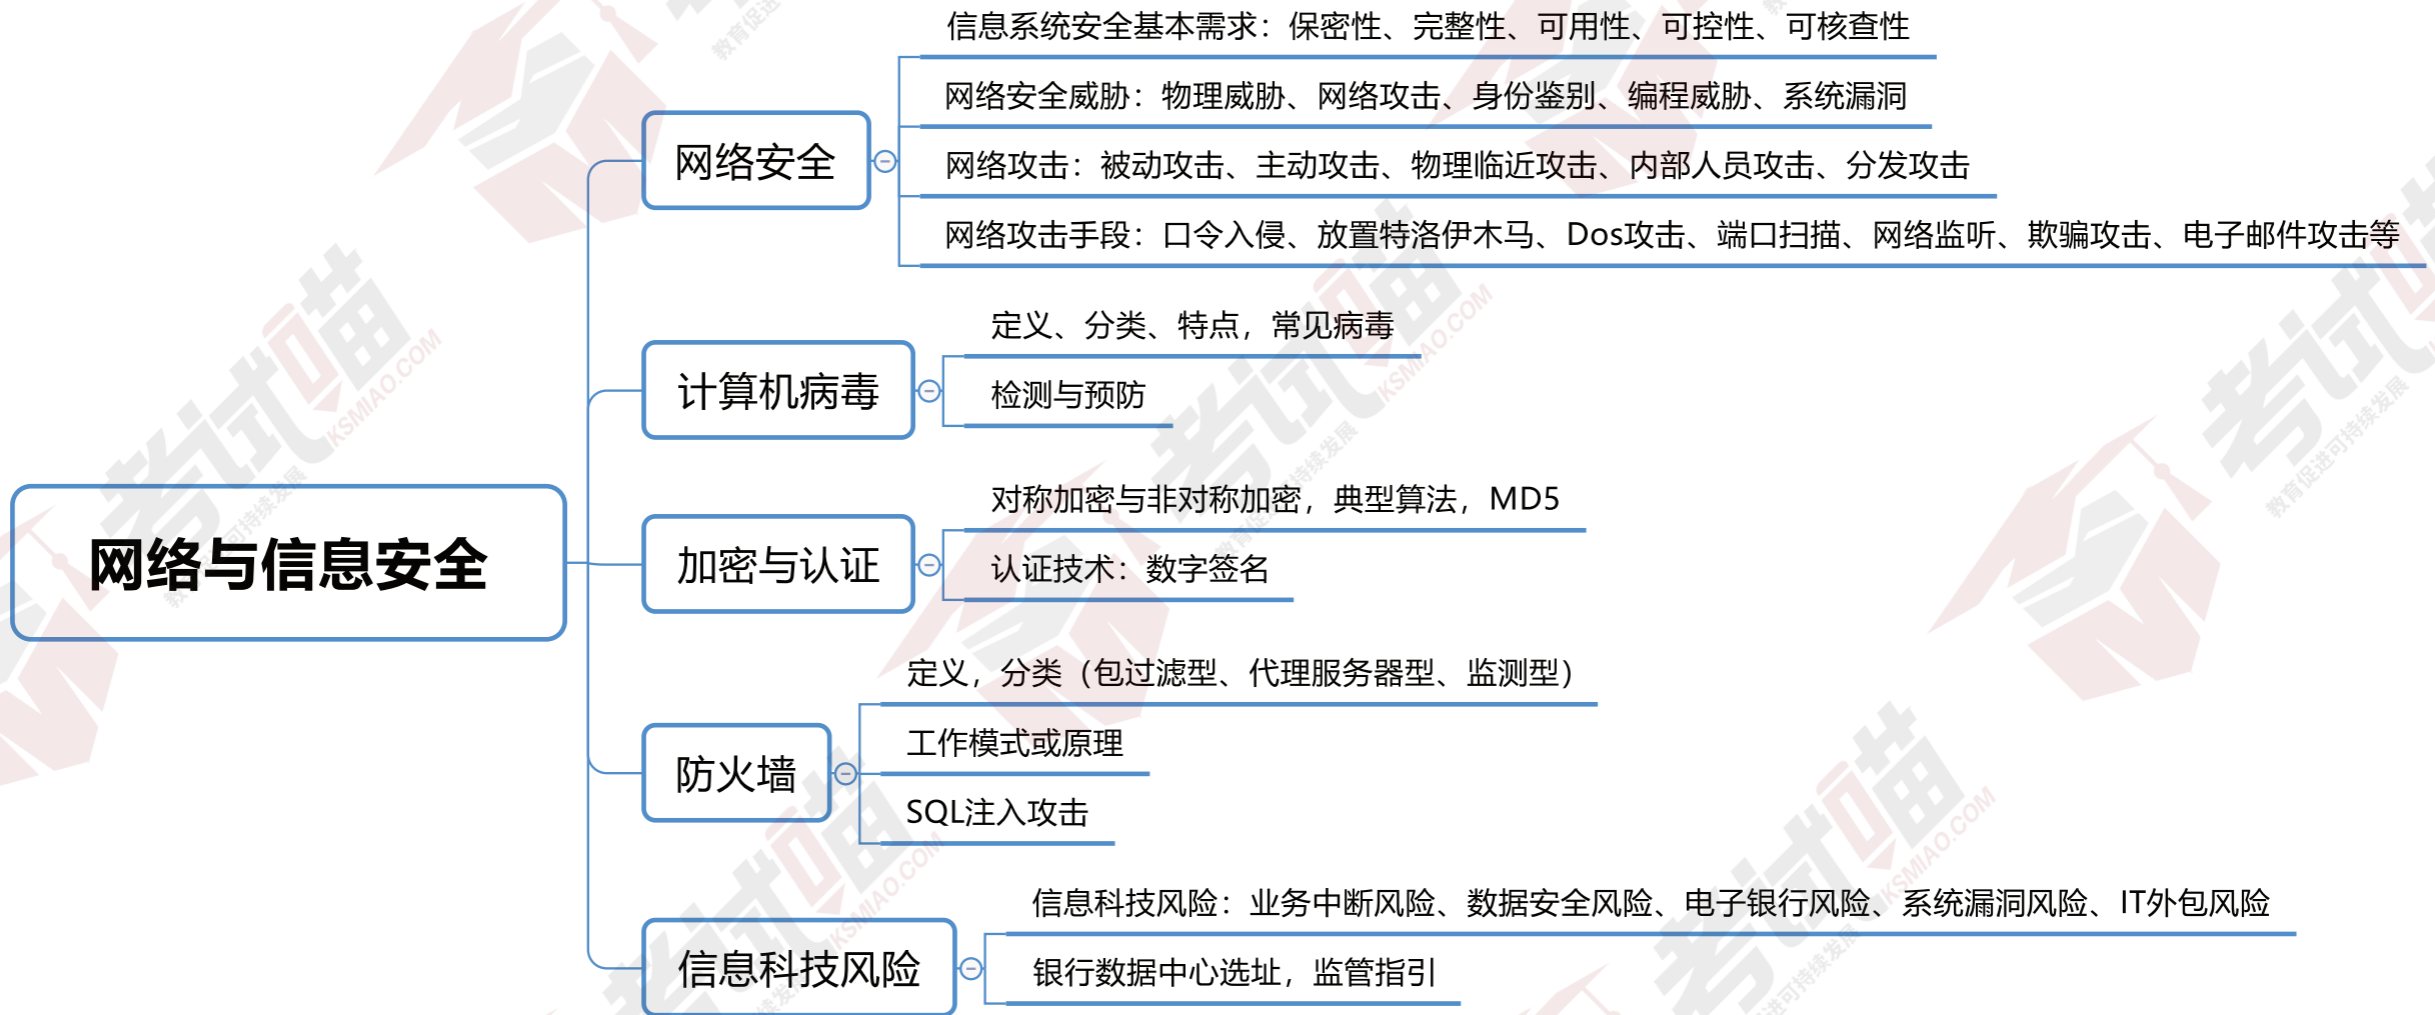 网络与信息安全
网络安全
信息系统安全基本需求：保密性、完整性、可用性、可控性、可核查性
网络安全威胁：物理威胁、网络攻击、身份鉴别、编程威胁、系统漏洞
网络攻击：被动攻击、主动攻击、物理临近攻击、内部人员攻击、分发攻击
网络攻击手段：口令入侵、放置特洛伊木马、Dos攻击、端口扫描、网络监听、欺骗攻击、电子邮件攻击等
计算机病毒
定义、分类、特点，常见病毒
检测与预防
加密与认证
对称加密与非对称加密，典型算法，MD5
认证技术：数字签名
防火墙
定义，分类（包过滤型、代理服务器型、监测型）
工作模式或原理
SQL注入攻击
信息科技风险
信息科技风险：业务中断风险、数据安全风险、电子银行风险、系统漏洞风险、IT外包风险
银行数据中心选址，监管指引
考试喵
KSMIAO.COM
教育促进可持续发展